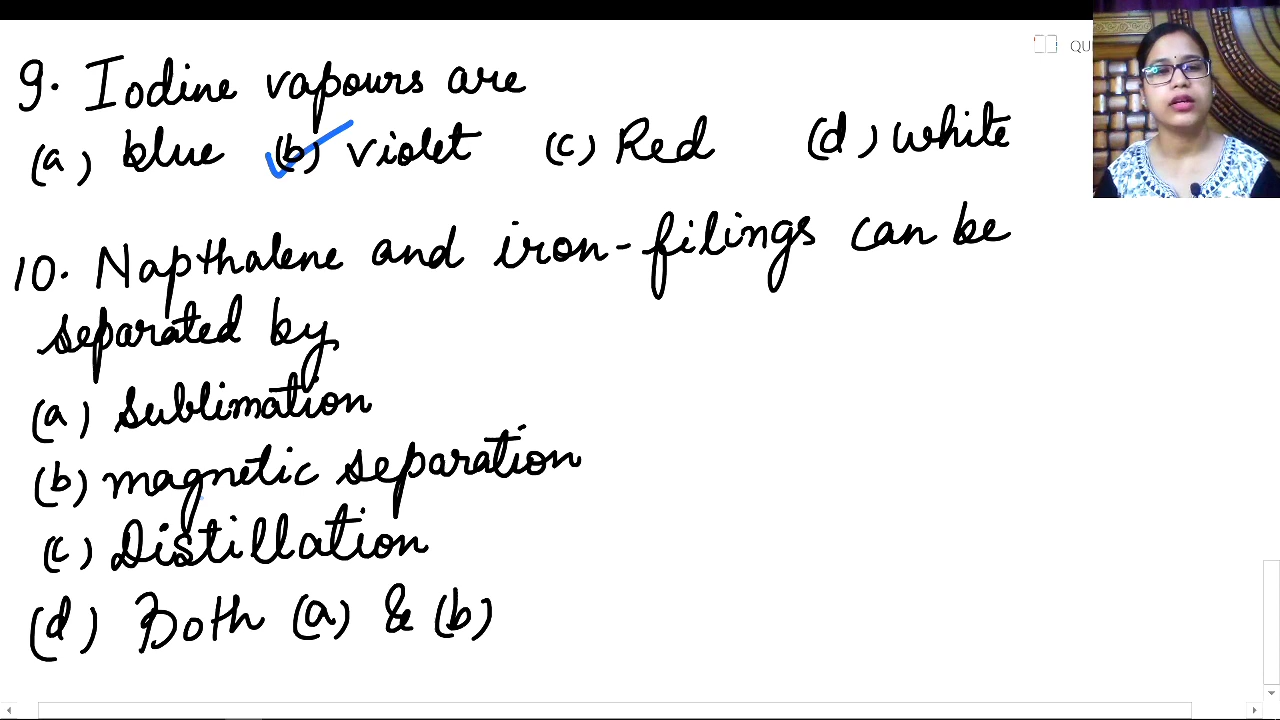 QU
9. Iodine vapours are
(a) blue (b) violet (c) Red (d) white
10. Napthalene and iron-filings can be
separated by
(a) Sublimation
(b) magnetic separation
(c) Distillation
(d) Both (a) & (b)